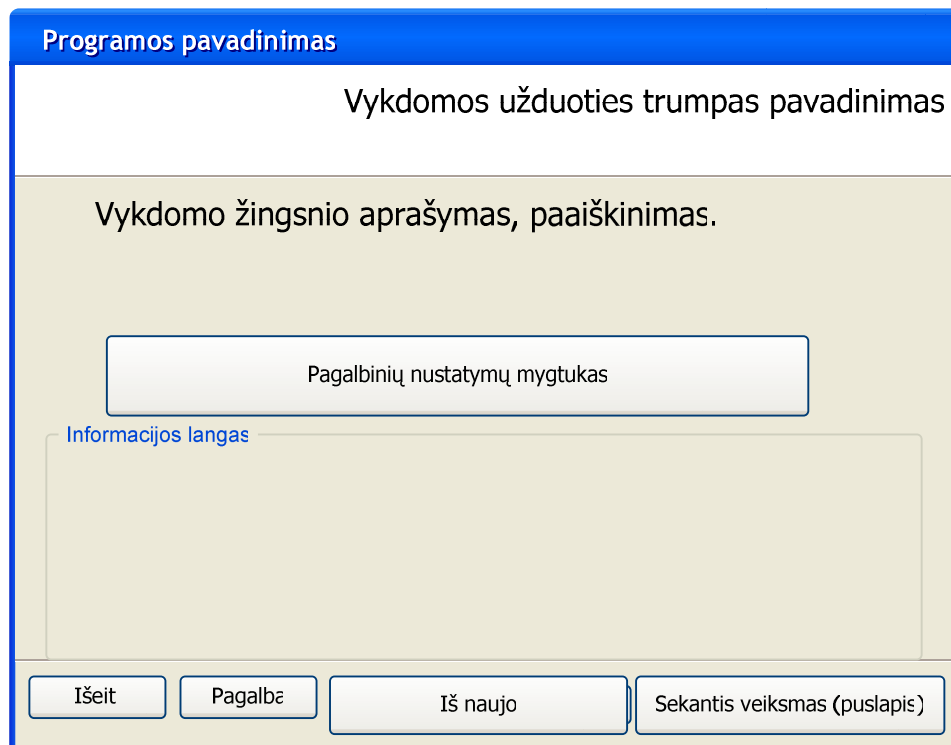 Programos pavadinimas
Vykdomos užduoties trumpas pavadinimas
Vykdomo žingsnio aprašymas, paaiškinimas.
Pagalbinių nustatymų mygtukas
Informacijos langas
Išeit
Pagalba
Iš naujo
Sekantis veiksmas (puslapis)